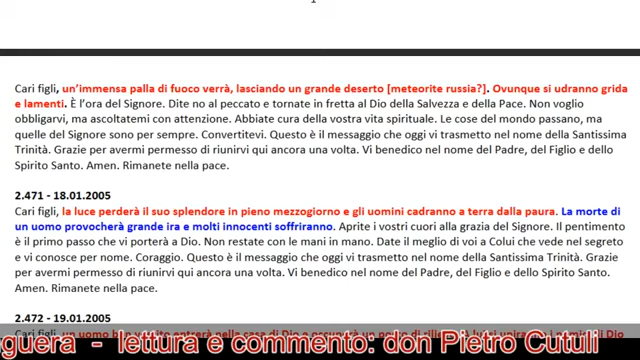 Cari figli, un'immensa palla di fuoco verrà, lasciando un grande deserto [meteorite russia?]. Ovunque si udranno grida
e lamenti. È l'ora del Signore. Dite no al peccato e tornate in fretta al Dio della Salvezza e della Pace. Non voglio
obbligarvi, ma ascoltatemi con attenzione. Abbiate cura della vostra vita spirituale. Le cose del mondo passano, ma
quelle del Signore sono per sempre. Convertitevi. Questo è il messaggio che oggi vi trasmetto nel nome della Santissima
Trinità. Grazie per avermi permesso di riunirvi qui ancora una volta. Vi benedico nel nome del Padre, del Figlio e dello
Spirito Santo. Amen. Rimanete nella pace.
2.471 - 18.01.2005
Cari figli, la luce perderà il suo splendore in pieno mezzogiorno e gli uomini cadranno a terra dalla paura. La morte di
un uomo provocherà grande ira e molti innocenti soffriranno. Aprite i vostri cuori alla grazia del Signore. Il pentimento
è il primo passo che vi porterà a Dio. Non restate con le mani in mano. Date il meglio di voi a Colui che vede nel segreto
e vi conosce per nome. Coraggio. Questo è il messaggio che oggi vi trasmetto nel nome della Santissima Trinità. Grazie
per avermi permesso di riunirvi qui ancora una volta. Vi benedico nel nome del Padre, del Figlio e dello Spirito Santo.
Amen. Rimanete nella pace.
2.472 - 19.01.2005
Cari figli, un uomo ben vestito entrerà nella casa di Dio e
guera - lettura e commento: don Pietro Cutuli